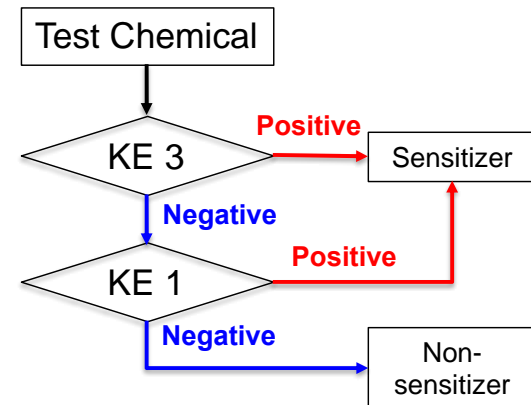 Test Chemical
Positive
KE 3
Sensitizer
Negative
Positive
KE 1
Negative
Non-
sensitizer